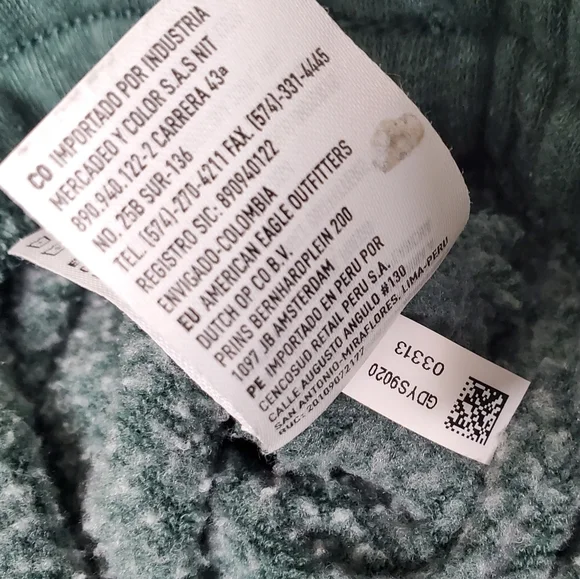 CO IMPORTADO POR INDUSTRIA
MERCADEO Y COLOR S.A.S NIT
890.940.122-2 CARRERA 43a
NO. 25B SUR-136
TEL (574)-270-4211 FAX. (574)-331-4445
REGISTRO SIC: 890940122
ENVIGADO-COLOMBIA
EU AMERICAN EAGLE OUTFITTERS
DUTCH OP CO B.V.
PRINS BERNHARDPLEIN 200
1097 JB AMSTERDAM
PE IMPORTADO EN PERU POR
CENCOSUD RETAIL PERU S.A.
CALLE AUGUSTO ANGULO #130
SAN ANTONIO-MIRAFLORES, LIMA-PERU
RUC: 20109072177
GDYS9020
03313